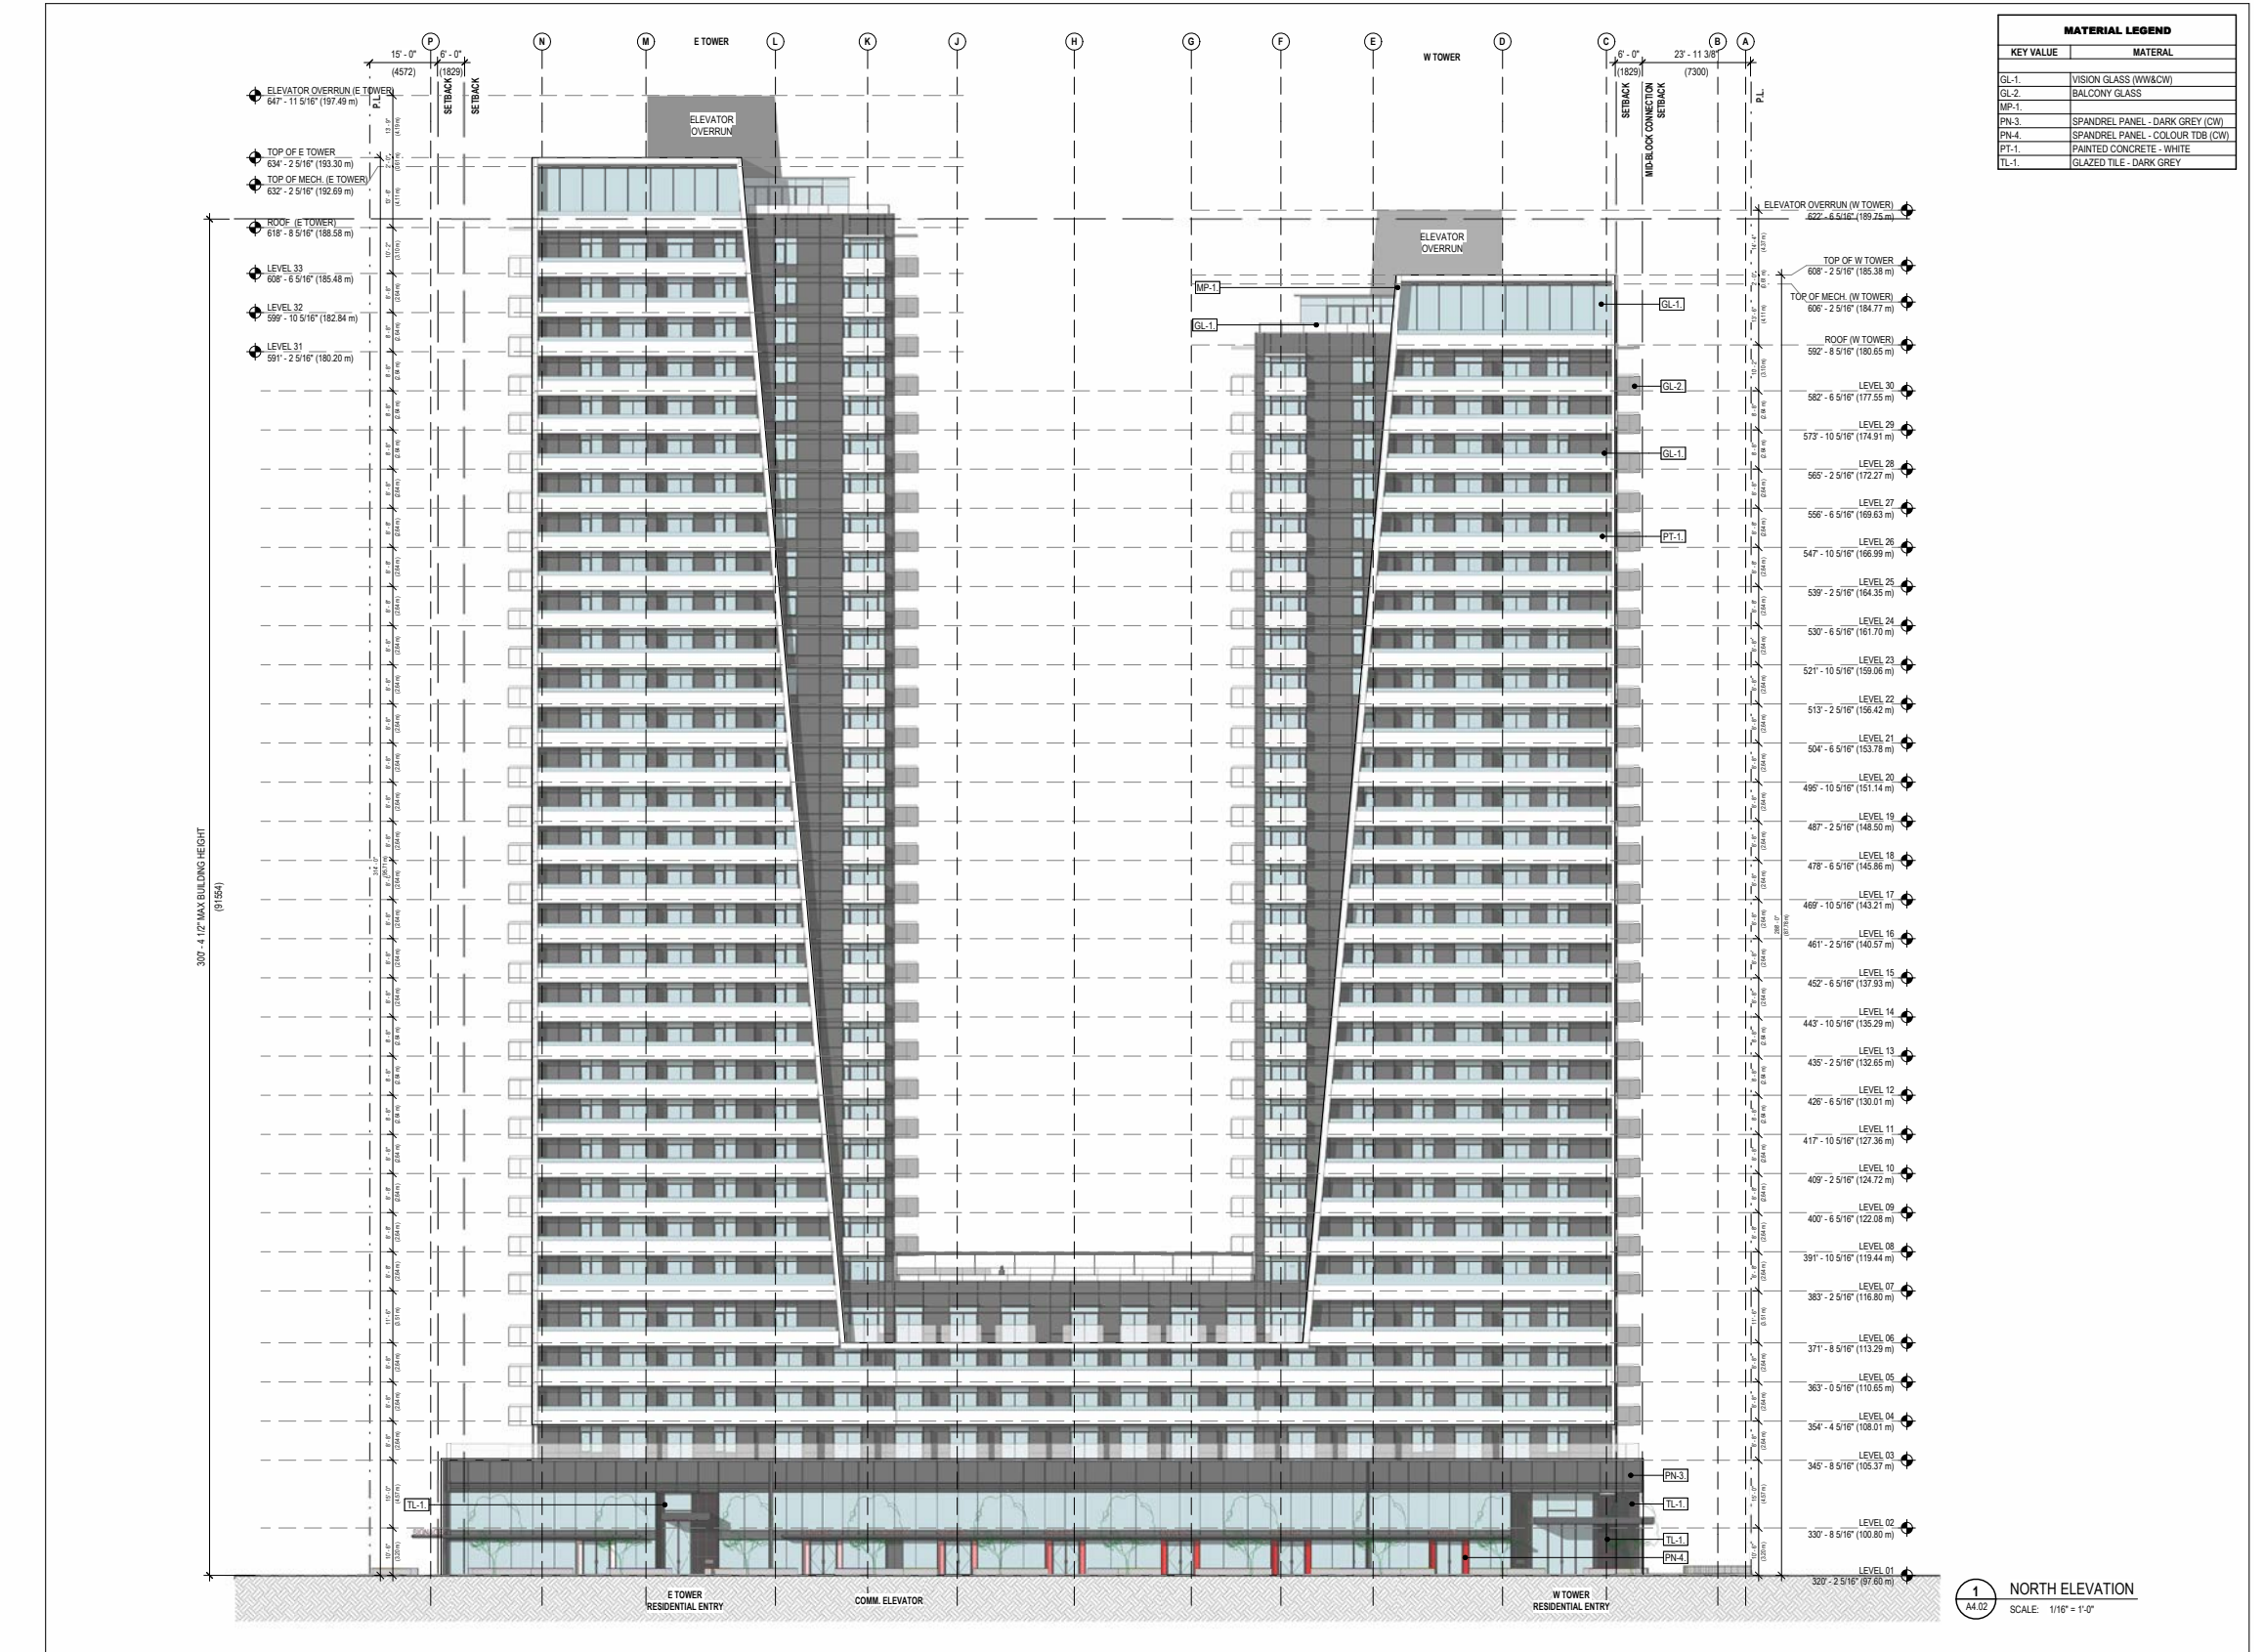 MATERIAL LEGEND
KEY VALUE MATERAL
GL-1. VISION GLASS (WW&CW)
GL-2. BALCONY GLASS
MP-1.
PN-3. SPANDREL PANEL - DARK GREY (CW)
PN-4. SPANDREL PANEL - COLOUR TDB (CW)
PT-1. PAINTED CONCRETE - WHITE
TL-1. GLAZED TILE - DARK GREY
P N M E TOWER L K J H G F E W TOWER D C B A
15' - 0" 6' - 0"
(4572) (1829)
P.L. SETBACK SETBACK
6' - 0" 23' - 11 3/8"
(1829) (7300)
SETBACK MID-BLOCK CONNECTION SETBACK P.L.
ELEVATOR OVERRUN (E TOWER)
647' - 11 5/16" (197.49 m)
TOP OF E TOWER
634' - 2 5/16" (193.30 m)
TOP OF MECH. (E TOWER)
632' - 2 5/16" (192.69 m)
ROOF (E TOWER)
618' - 8 5/16" (188.58 m)
LEVEL 33
608' - 6 5/16" (185.48 m)
LEVEL 32
599' - 10 5/16" (182.84 m)
LEVEL 31
591' - 2 5/16" (180.20 m)
ELEVATOR
OVERRUN
ELEVATOR
OVERRUN
MP-1.
GL-1.
GL-1.
GL-2.
GL-1.
PT-1.
ELEVATOR OVERRUN (W TOWER)
622' - 6 5/16" (189.75 m)
TOP OF W TOWER
608' - 2 5/16" (185.38 m)
TOP OF MECH. (W TOWER)
606' - 2 5/16" (184.77 m)
ROOF (W TOWER)
592' - 8 5/16" (180.65 m)
LEVEL 30
582' - 6 5/16" (177.55 m)
LEVEL 29
573' - 10 5/16" (174.91 m)
LEVEL 28
565' - 2 5/16" (172.27 m)
LEVEL 27
556' - 6 5/16" (169.63 m)
LEVEL 26
547' - 10 5/16" (166.99 m)
LEVEL 25
539' - 2 5/16" (164.35 m)
LEVEL 24
530' - 6 5/16" (161.70 m)
LEVEL 23
521' - 10 5/16" (159.06 m)
LEVEL 22
513' - 2 5/16" (156.42 m)
LEVEL 21
504' - 6 5/16" (153.78 m)
LEVEL 20
495' - 10 5/16" (151.14 m)
LEVEL 19
487' - 2 5/16" (148.50 m)
LEVEL 18
478' - 6 5/16" (145.86 m)
LEVEL 17
469' - 10 5/16" (143.21 m)
LEVEL 16
461' - 2 5/16" (140.57 m)
LEVEL 15
452' - 6 5/16" (137.93 m)
LEVEL 14
443' - 10 5/16" (135.29 m)
LEVEL 13
435' - 2 5/16" (132.65 m)
LEVEL 12
426' - 6 5/16" (130.01 m)
LEVEL 11
417' - 10 5/16" (127.36 m)
LEVEL 10
409' - 2 5/16" (124.72 m)
LEVEL 09
400' - 6 5/16" (122.08 m)
LEVEL 08
391' - 10 5/16" (119.44 m)
LEVEL 07
383' - 2 5/16" (116.80 m)
LEVEL 06
371' - 8 5/16" (113.29 m)
LEVEL 05
363' - 0 5/16" (110.65 m)
LEVEL 04
354' - 4 5/16" (108.01 m)
LEVEL 03
345' - 8 5/16" (105.37 m)
LEVEL 02
330' - 8 5/16" (100.80 m)
LEVEL 01
320' - 2 5/16" (97.60 m)
300' - 4 1/2" MAX BUILDING HEIGHT
(91554)
TL-1.
PN-3.
TL-1.
TL-1.
PN-4.
E TOWER
RESIDENTIAL ENTRY
COMM. ELEVATOR
W TOWER
RESIDENTIAL ENTRY
1
A4.02
NORTH ELEVATION
SCALE: 1/16" = 1'-0"